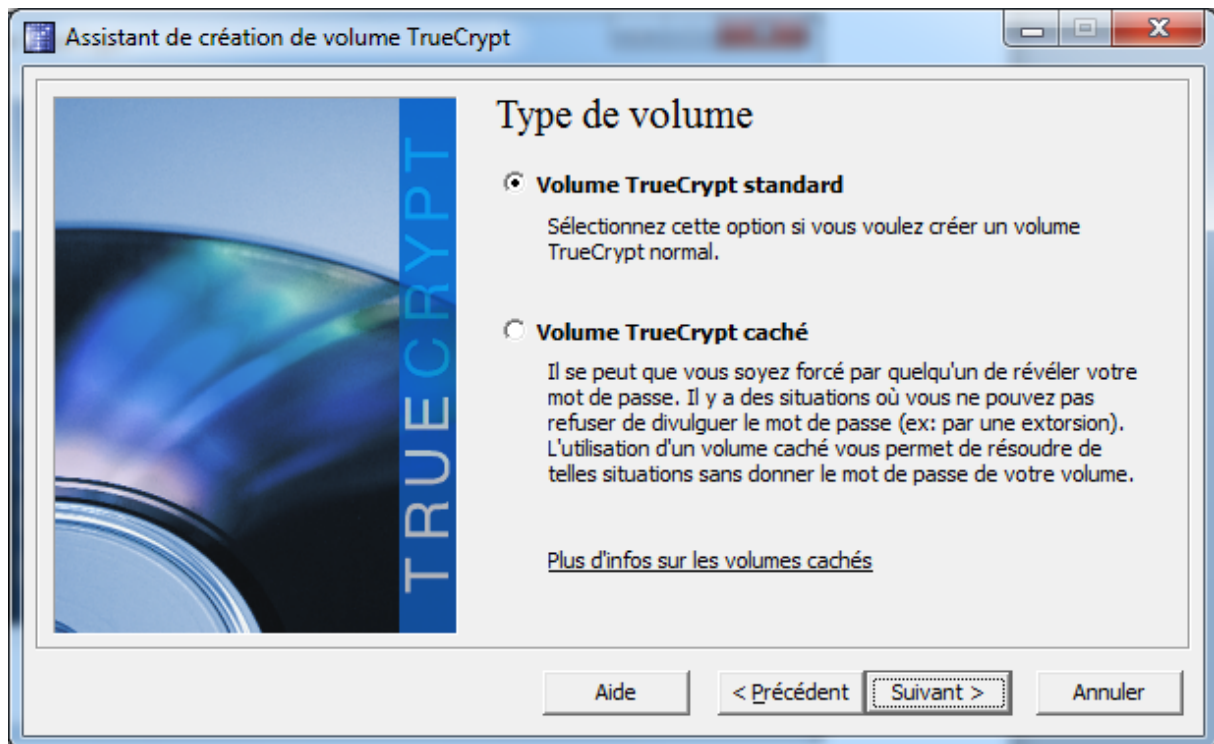 Assistant de création de volume TrueCrypt
TRUECRYPT
Type de volume
Volume TrueCrypt standard
Sélectionnez cette option si vous voulez créer un volume
TrueCrypt normal.
Volume TrueCrypt caché
Il se peut que vous soyez forcé par quelqu'un de révéler votre
mot de passe. Il y a des situations où vous ne pouvez pas
refuser de divulguer le mot de passe (ex: par une extorsion).
L'utilisation d'un volume caché vous permet de résoudre de
telles situations sans donner le mot de passe de votre volume.
Plus d'infos sur les volumes cachés
Aide
< Précédent
Suivant >
Annuler